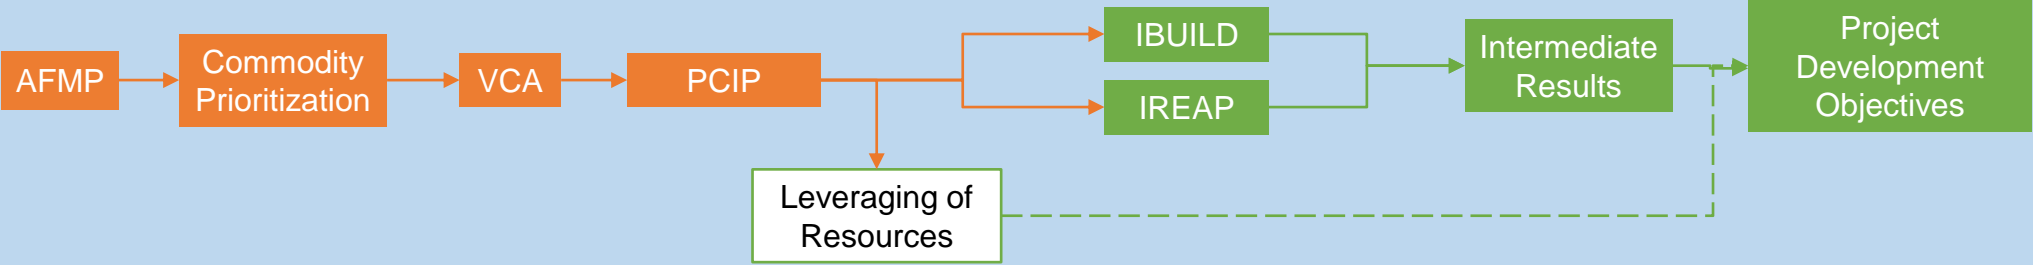 AFMP
Commodity
Prioritization
VCA
PCIP
IBUILD
IREAP
Intermediate
Results
Project
Development
Objectives
Leveraging of
Resources